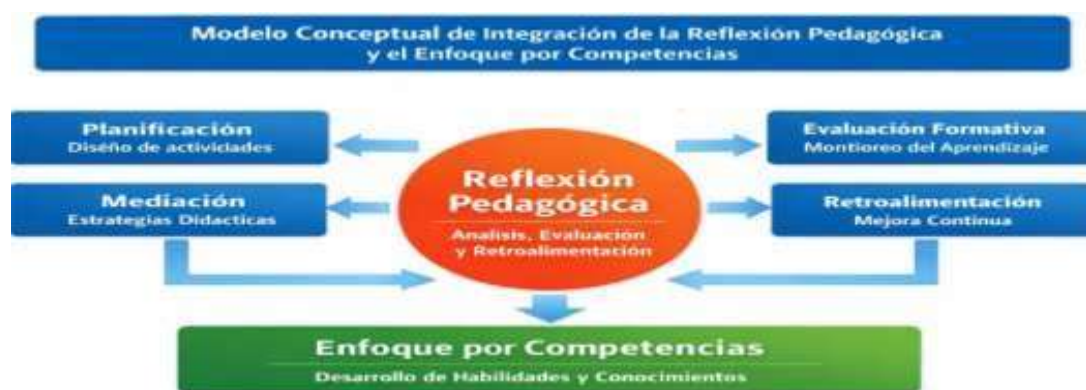 Modelo Conceptual de Integración de la Reflexión Pedagógica
y el Enfoque por Competencias
Planificación
Diseño de actividades
Mediación
Estrategias Didacticas
Reflexión
Pedagógica
Analisis, Evaluación
y Retroalimentación
Evaluación Formativa
Montioreo del Aprendizaje
Retroalimentación
Mejora Continua
Enfoque por Competencias
Desarrollo de Habilidades y Conocimientos